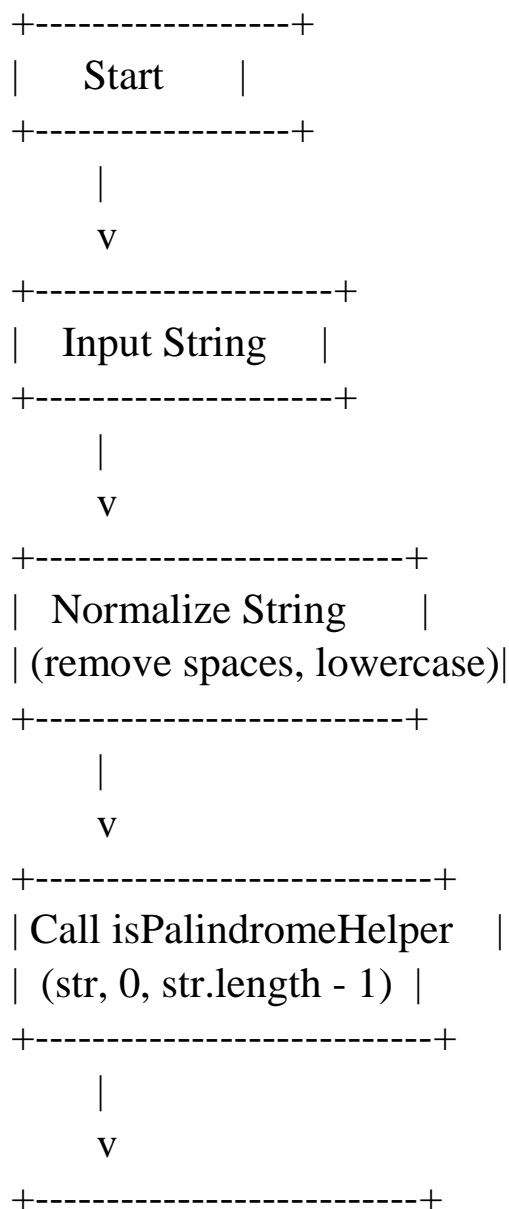 +------------------+
|      Start       |
+------------------+
|
v
+---------------------+
|    Input String     |
+---------------------+
|
v
+--------------------------+
|   Normalize String       |
| (remove spaces, lowercase)|
+--------------------------+
|
v
+----------------------------+
| Call isPalindromeHelper    |
|  (str, 0, str.length - 1)  |
+----------------------------+
|
v
+---------------------------+